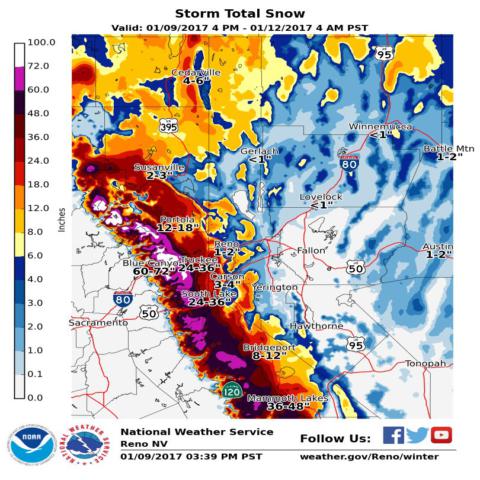 Storm Total Snow
Valid: 01/09/2017 4 PM - 01/12/2017 4 AM PST
100.0
72.0
60.0
48.0
36.0
24.0
18.0
12.0
8.0
6.0
4.0
3.0
2.0
1.0
0.1
0.0
Inches
US
95
Cedarville
4-6"
US
395
Winnemucca
<1"
Battle Mtn
1-2"
Gerlach
<1"
80
Susanville
2-3"
Lovelock
<1"
Portola
12-18"
Reno
1-2"
Fallon
Austin
1-2"
Blue Canyon
60-72"
Truckee
24-36"
US
50
Carson
3-4"
Yerington
South Lake
24-36"
80
US
50
Sacramento
Hawthorne
US
95
Bridgeport
8-12"
Tonopah
120
Mammoth Lakes
36-48"
NOAA
NATIONAL WEATHER SERVICE
National Weather Service
Reno NV
Follow Us:
01/09/2017 03:39 PM PST
weather.gov/Reno/winter